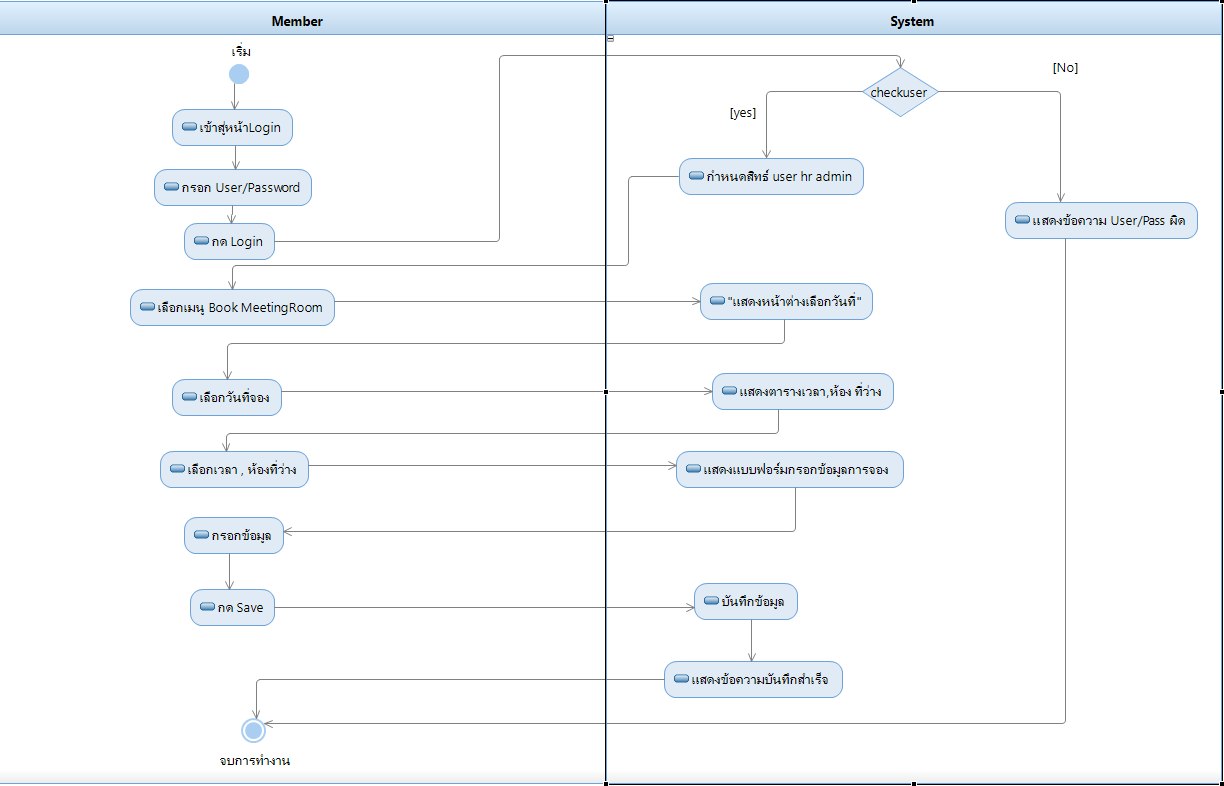 Member
System
เริ่ม
เข้าสู่หน้าLogin
กรอก User/Password
กด Login
checkuser
[yes]
[No]
กำหนดสิทธ์ user hr admin
แสดงข้อความ User/Pass ผิด
เลือกเมนู Book MeetingRoom
"แสดงหน้าต่างเลือกวันที่"
เลือกวันที่จอง
แสดงตารางเวลา,ห้อง ที่ว่าง
เลือกเวลา , ห้องที่ว่าง
แสดงแบบฟอร์มกรอกข้อมูลการจอง
กรอกข้อมูล
กด Save
บันทึกข้อมูล
แสดงข้อความบันทึกสำเร็จ
จบการทำงาน